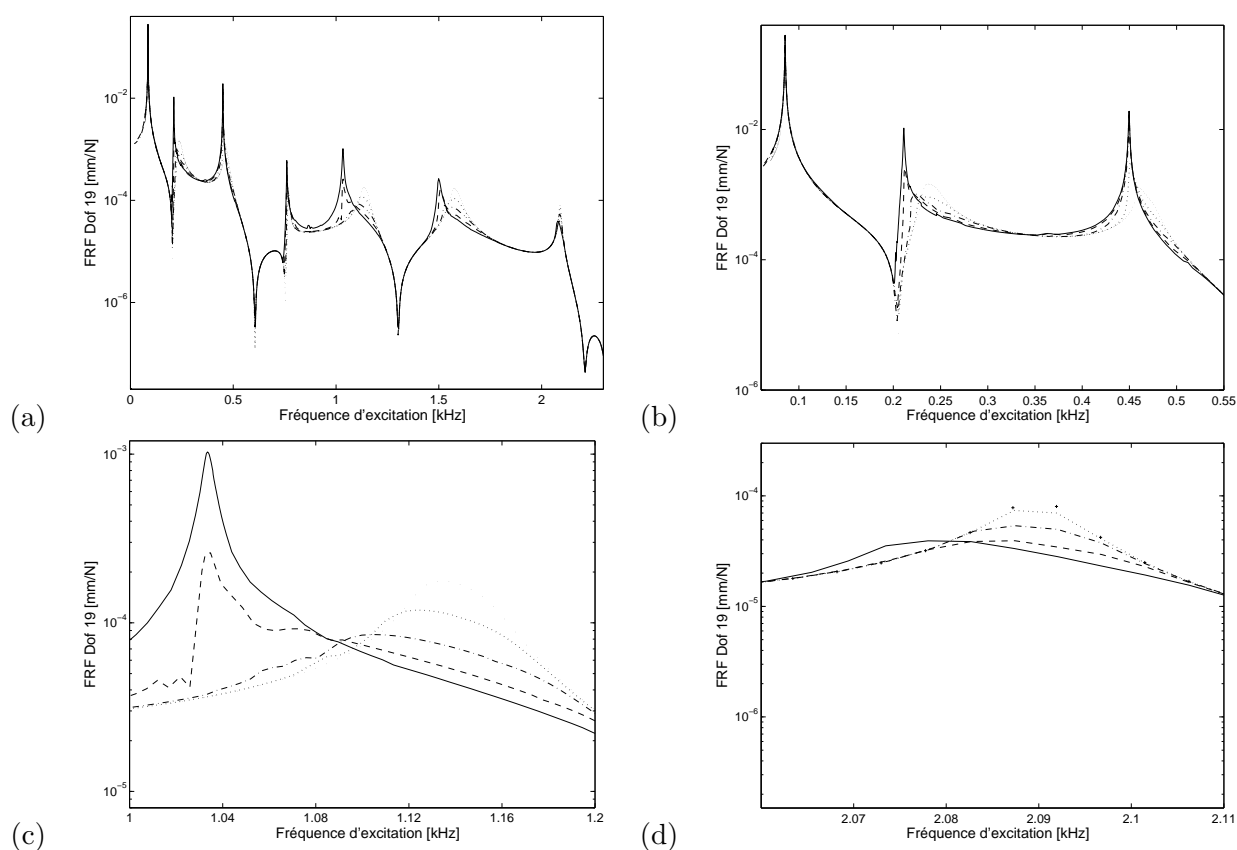 10⁻²
10⁻⁴
10⁻⁶
FRF Dof 19 [mm/N]
0 0.5 1 1.5 2
Fréquence d'excitation [kHz]
(a)
10⁻²
10⁻⁴
10⁻⁶
FRF Dof 19 [mm/N]
0.1 0.15 0.2 0.25 0.3 0.35 0.4 0.45 0.5 0.55
Fréquence d'excitation [kHz]
(b)
10⁻³
10⁻⁴
10⁻⁵
FRF Dof 19 [mm/N]
1 1.04 1.08 1.12 1.16 1.2
Fréquence d'excitation [kHz]
(c)
10⁻⁴
10⁻⁵
10⁻⁶
FRF Dof 19 [mm/N]
2.07 2.08 2.09 2.1 2.11
Fréquence d'excitation [kHz]
(d)